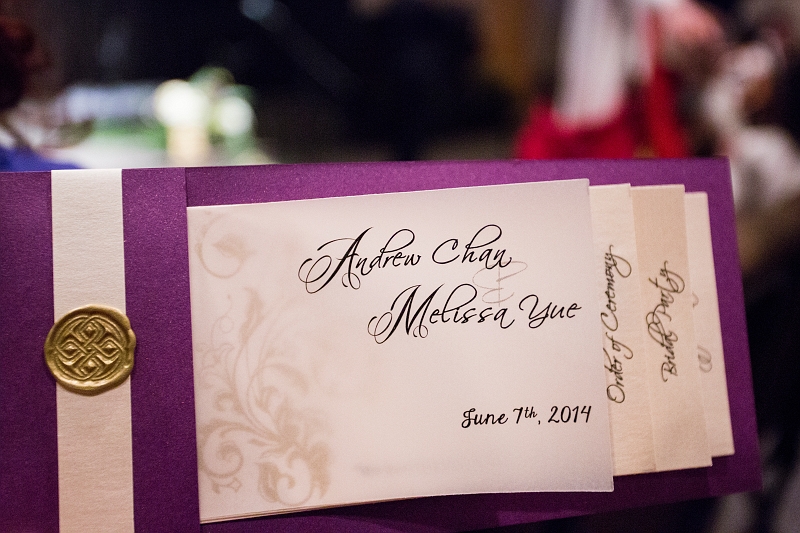 Andrew Chan
&
Melissa Yue
June 7th, 2014
Order of Ceremony
Bridal Party